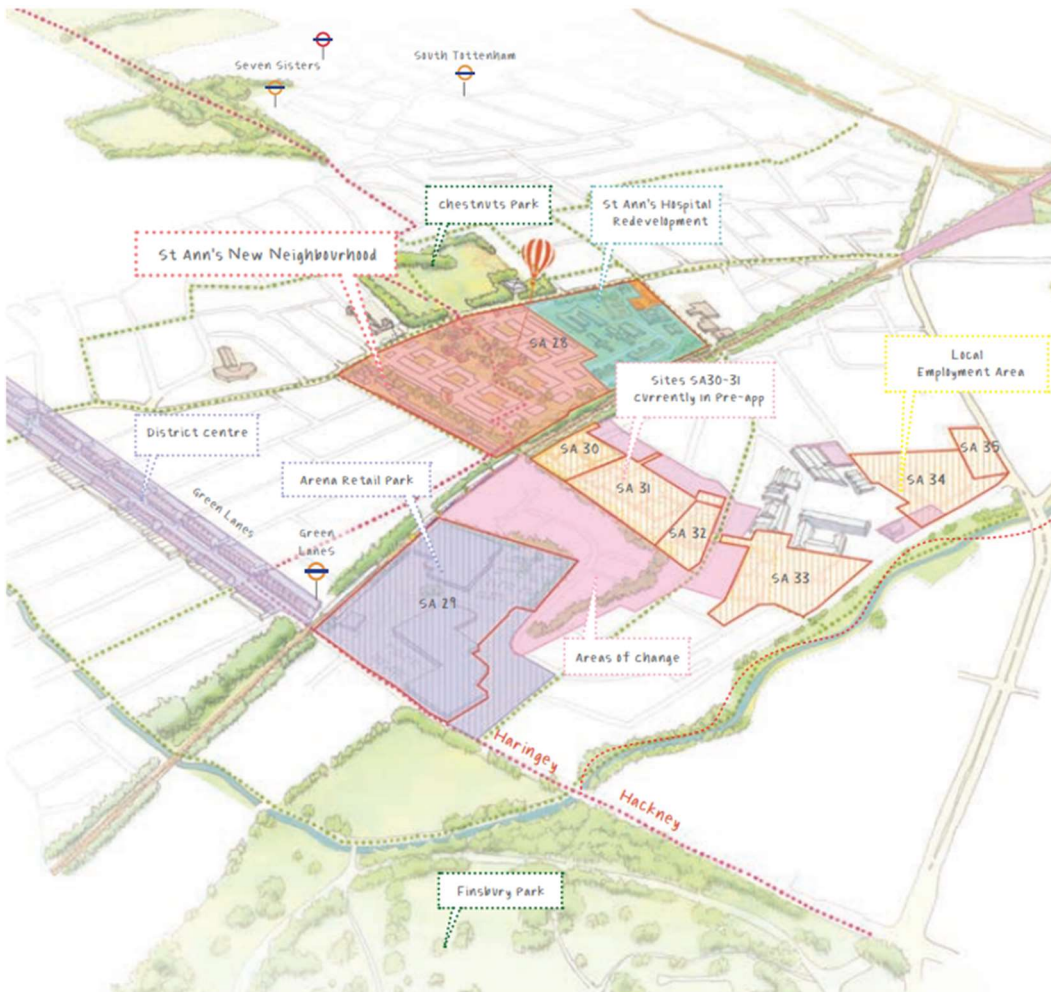 Seven Sisters
South Tottenham
Chestnuts Park
St Ann's Hospital
Redevelopment
St Ann's New Neighbourhood
SA 28
Sites SA30-31
currently in Pre-app
Local
Employment Area
District centre
SA 30
SA 35
SA 34
Arena Retail Park
SA 31
Green Lanes
SA 32
Green
Lanes
SA 33
SA 29
Areas of Change
Haringey
Hackney
Finsbury Park